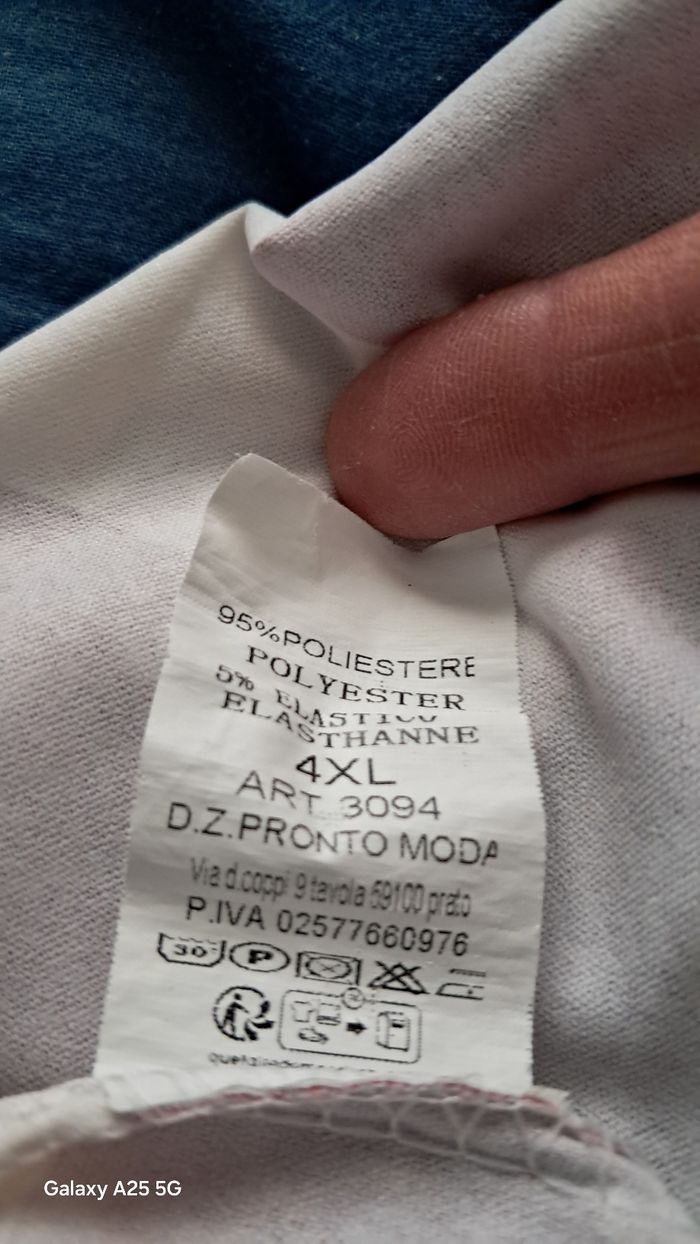 95%POLIESTERE
POLYESTER
5% ELASTICO
ELASTHANNE
4XL
ART. 3094
D.Z.PRONTO MODA
Via d.coppi 9 tavola 59100 prato
P.IVA 02577660976
30 P
Galaxy A25 5G